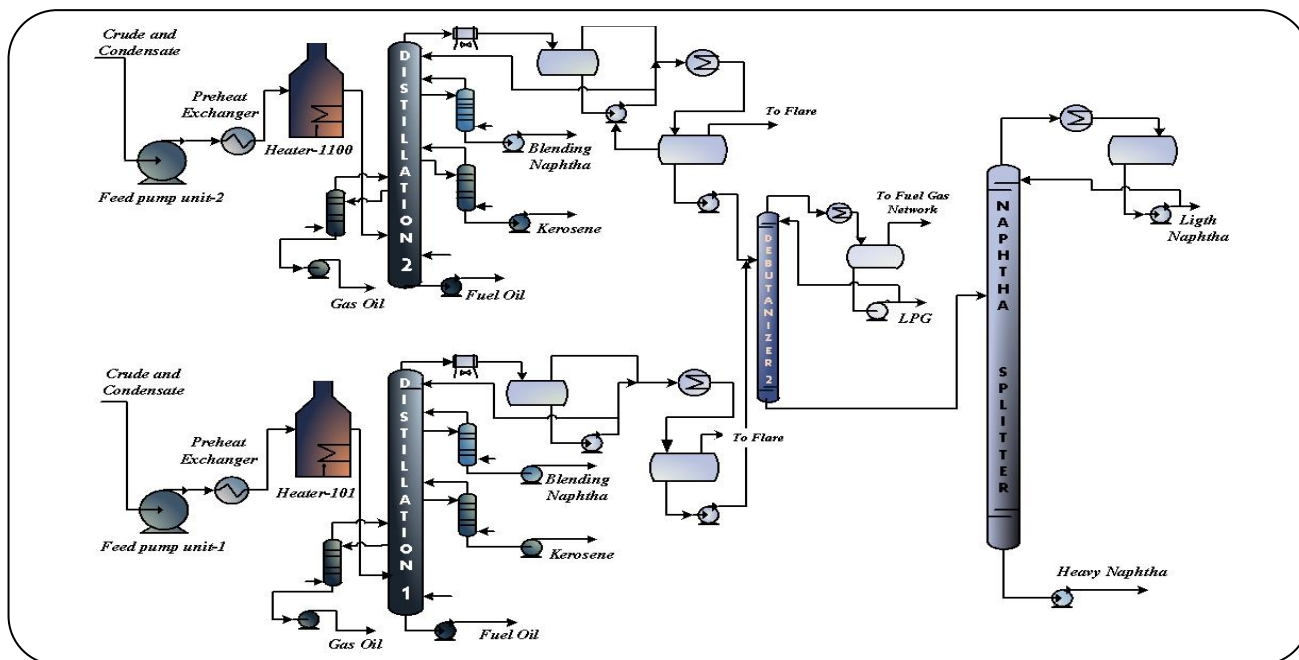 Crude and
Condensate
Preheat
Exchanger
Heater-1100
Feed pump unit-2
DISTILLATION 2
Blending
Naphtha
Kerosene
Gas Oil
Fuel Oil
To Flare
To Fuel Gas
Network
DEBUTANIZER 2
LPG
NAPHTHA SPLITTER
Ligth
Naphtha
Heavy Naphtha
Crude and
Condensate
Preheat
Exchanger
Heater-101
Feed pump unit-1
DISTILLATION 1
Blending
Naphtha
Kerosene
Gas Oil
Fuel Oil
To Flare